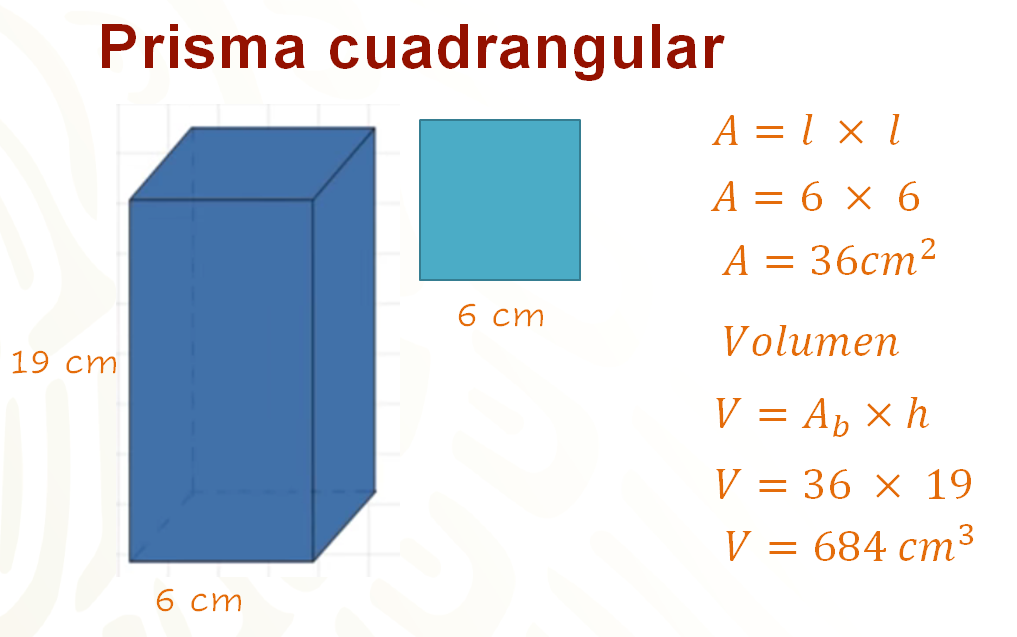 Prisma cuadrangular
19 cm
6 cm
6 cm
A = l × l
A = 6 × 6
A = 36cm²
Volumen
V = A_b × h
V = 36 × 19
V = 684 cm³